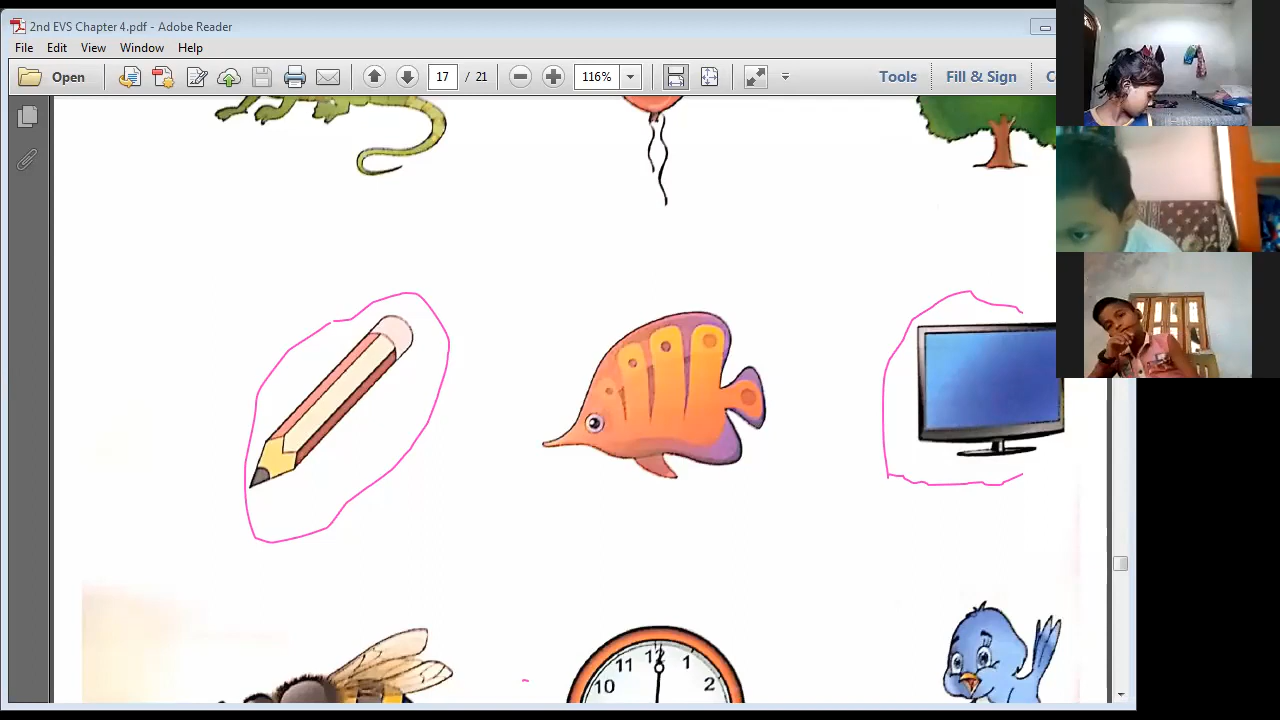 2nd EVS Chapter 4.pdf - Adobe Reader
File Edit View Window Help
Open 17 / 21 116% Tools Fill & Sign C
12
11 1
10 2